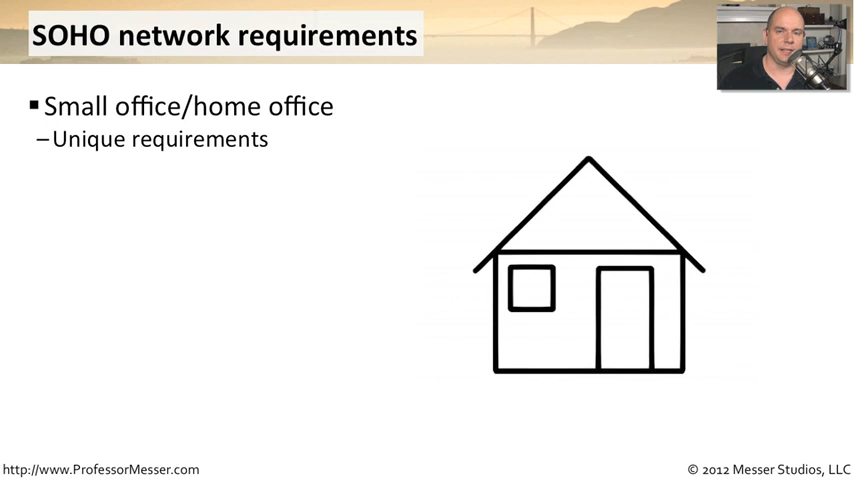 SOHO network requirements
▪ Small office/home office
– Unique requirements
http://www.ProfessorMesser.com
© 2012 Messer Studios, LLC